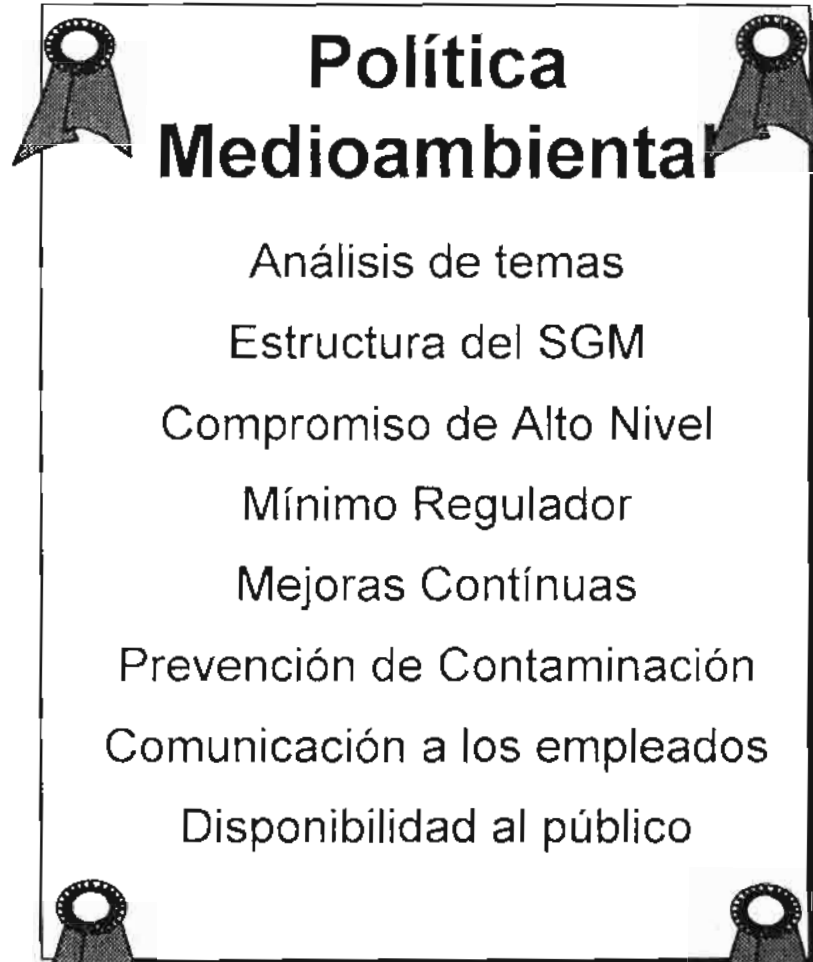 Política
Medioambiental
Análisis de temas
Estructura del SGM
Compromiso de Alto Nivel
Mínimo Regulador
Mejoras Contínuas
Prevención de Contaminación
Comunicación a los empleados
Disponibilidad al público